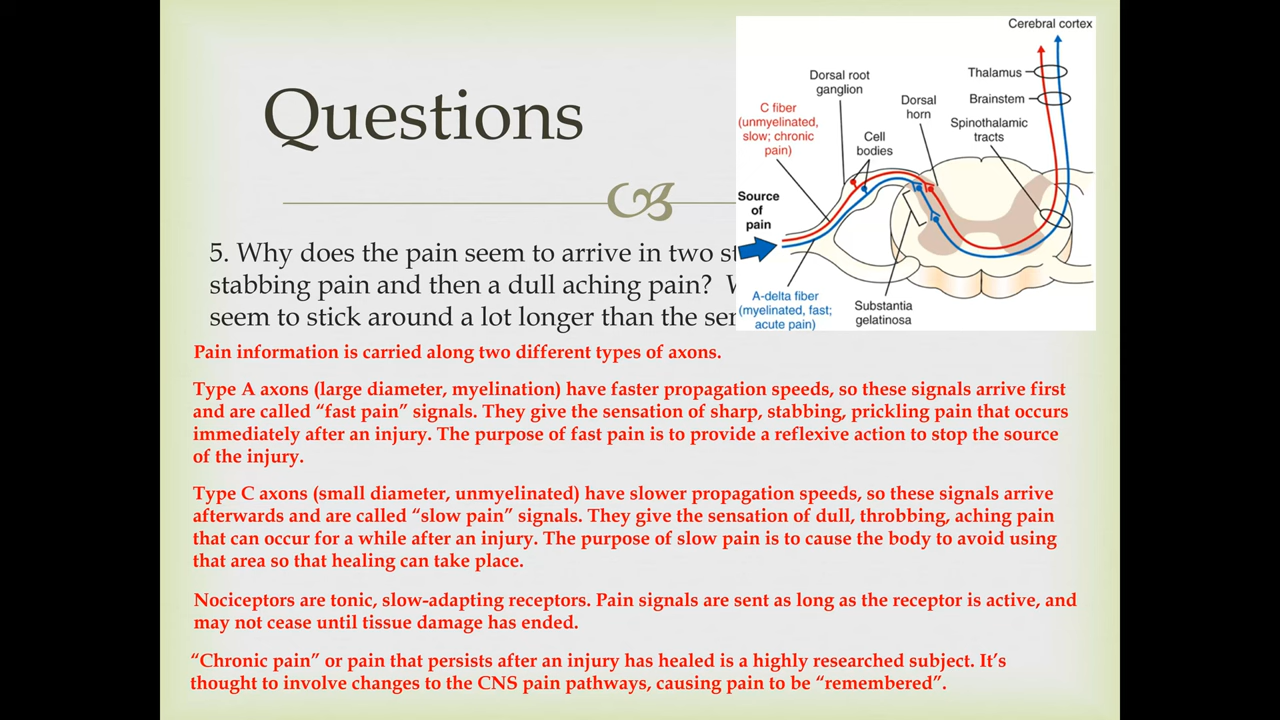 Questions
5. Why does the pain seem to arrive in two
stabbing pain and then a dull aching pain?
seem to stick around a lot longer than the
Cerebral cortex
Thalamus
Brainstem
Spinothalamic
tracts
Dorsal root
ganglion
Dorsal
horn
C fiber
(unmyelinated,
slow; chronic
pain)
Cell
bodies
Source
of
pain
A-delta fiber
(myelinated, fast;
acute pain)
Substantia
gelatinosa
Pain information is carried along two different types of axons.
Type A axons (large diameter, myelination) have faster propagation speeds, so these signals arrive first
and are called “fast pain” signals. They give the sensation of sharp, stabbing, prickling pain that occurs
immediately after an injury. The purpose of fast pain is to provide a reflexive action to stop the source
of the injury.
Type C axons (small diameter, unmyelinated) have slower propagation speeds, so these signals arrive
afterwards and are called “slow pain” signals. They give the sensation of dull, throbbing, aching pain
that can occur for a while after an injury. The purpose of slow pain is to cause the body to avoid using
that area so that healing can take place.
Nociceptors are tonic, slow-adapting receptors. Pain signals are sent as long as the receptor is active, and
may not cease until tissue damage has ended.
“Chronic pain” or pain that persists after an injury has healed is a highly researched subject. It’s
thought to involve changes to the CNS pain pathways, causing pain to be “remembered”.